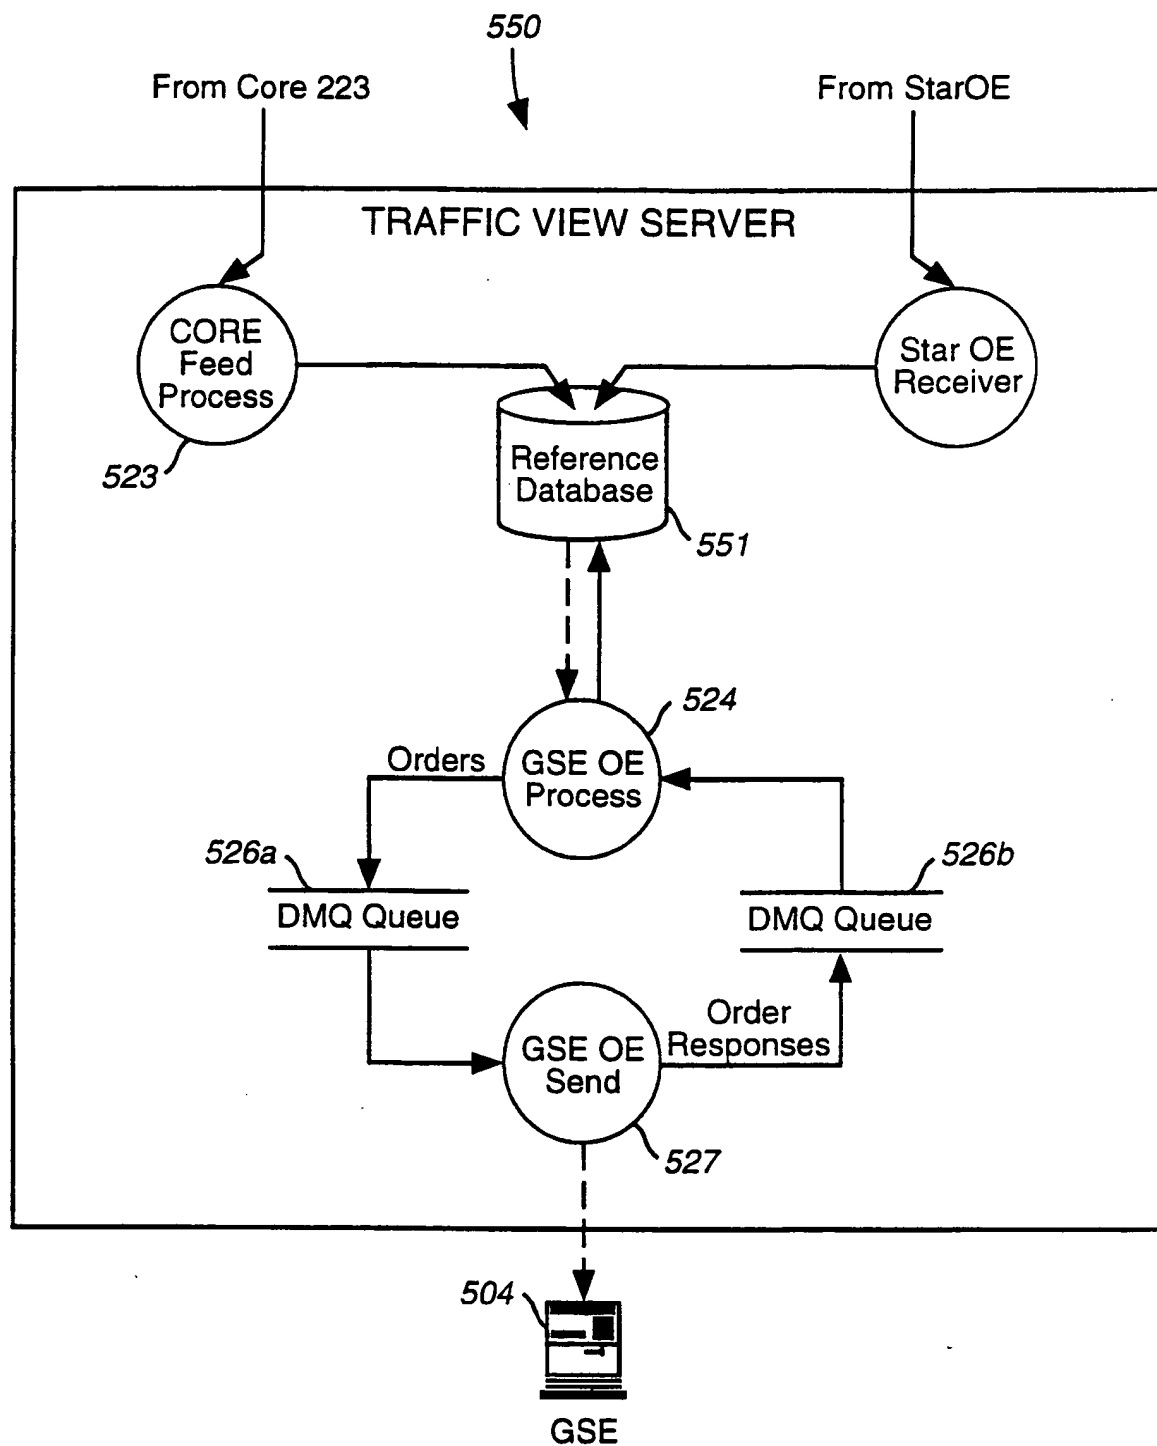 550
From Core 223
From StarOE
TRAFFIC VIEW SERVER
CORE
Feed
Process
523
Star OE
Receiver
Reference
Database
551
524
GSE OE
Process
Orders
526a
DMQ Queue
526b
DMQ Queue
GSE OE
Send
Order
Responses
527
504
GSE